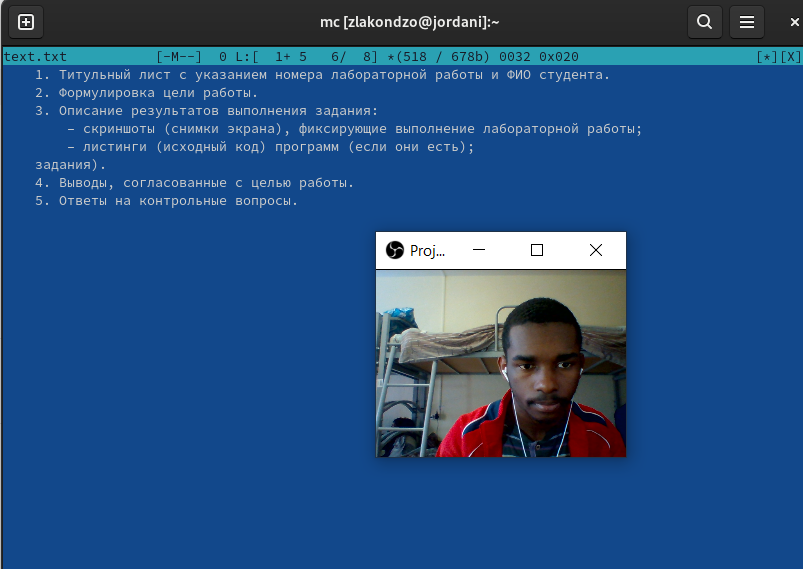 mc [zlakondzo@jordani]:~
text.txt [-M--] 0 L:[ 1+ 5 6/ 8] *(518 / 678b) 0032 0x020 [*][X]
1. Титульный лист с указанием номера лабораторной работы и ФИО студента.
2. Формулировка цели работы.
3. Описание результатов выполнения задания:
– скриншоты (снимки экрана), фиксирующие выполнение лабораторной работы;
– листинги (исходный код) программ (если они есть);
задания).
4. Выводы, согласованные с целью работы.
5. Ответы на контрольные вопросы.
Proj...